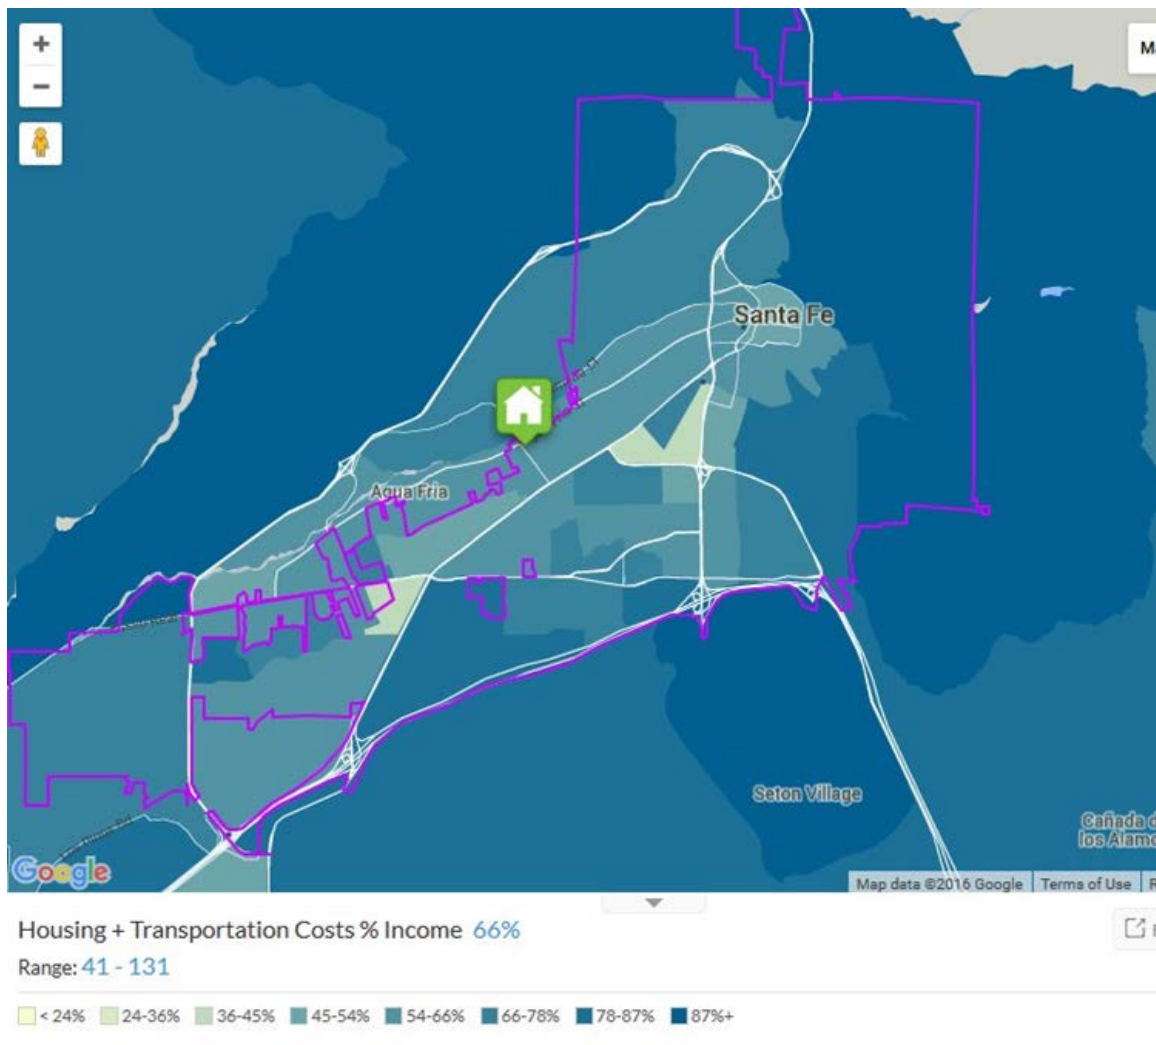 +
−
Santa Fe
Agua Fria
Seton Village
Cañada
los Alamo
Google
Map data ©2016 Google
Terms of Use
Housing + Transportation Costs % Income 66%
Range: 41 - 131
< 24%
24-36%
36-45%
45-54%
54-66%
66-78%
78-87%
87%+